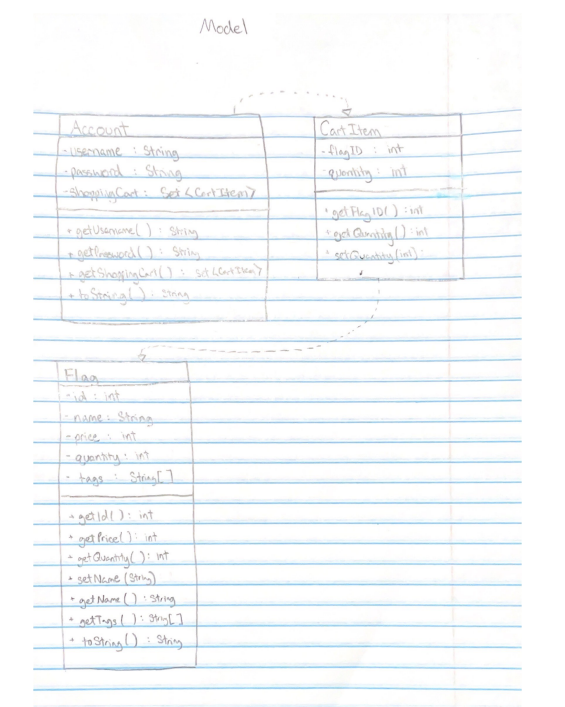 Model
Account
- username : String
- password : String
- shoppingCart : Set <CartItem>
+ getUsername() : String
+ getPassword() : String
+ getShoppingCart() : Set <CartItem>
+ toString() : String
Cart Item
- flagID : int
- quantity : int
+ getFlagID() : int
+ getQuantity() : int
+ setQuantity(int) :
Flag
- id : int
- name : String
- price : int
- quantity : int
- tags : String[]
+ getId() : int
+ getPrice() : int
+ getQuantity() : int
+ setName (String)
+ getName() : String
+ getTags() : String[]
+ toString() : String